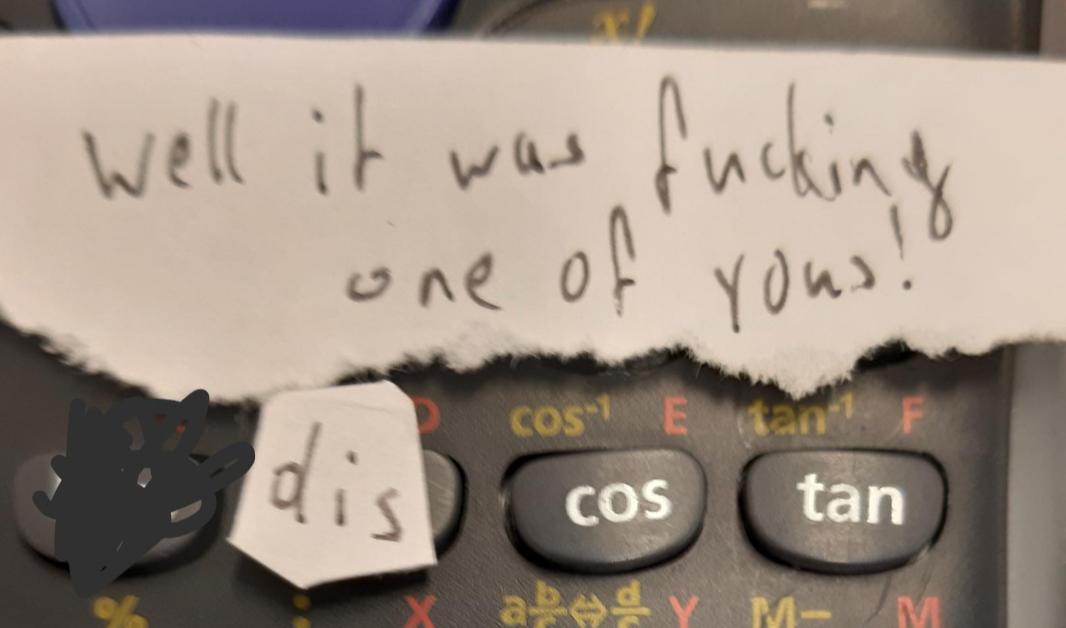 x!
Well it was fucking
one of yous!
D cos⁻¹ E tan⁻¹ F
dis cos tan
% : X a b/c ⇔ d/c Y M− M